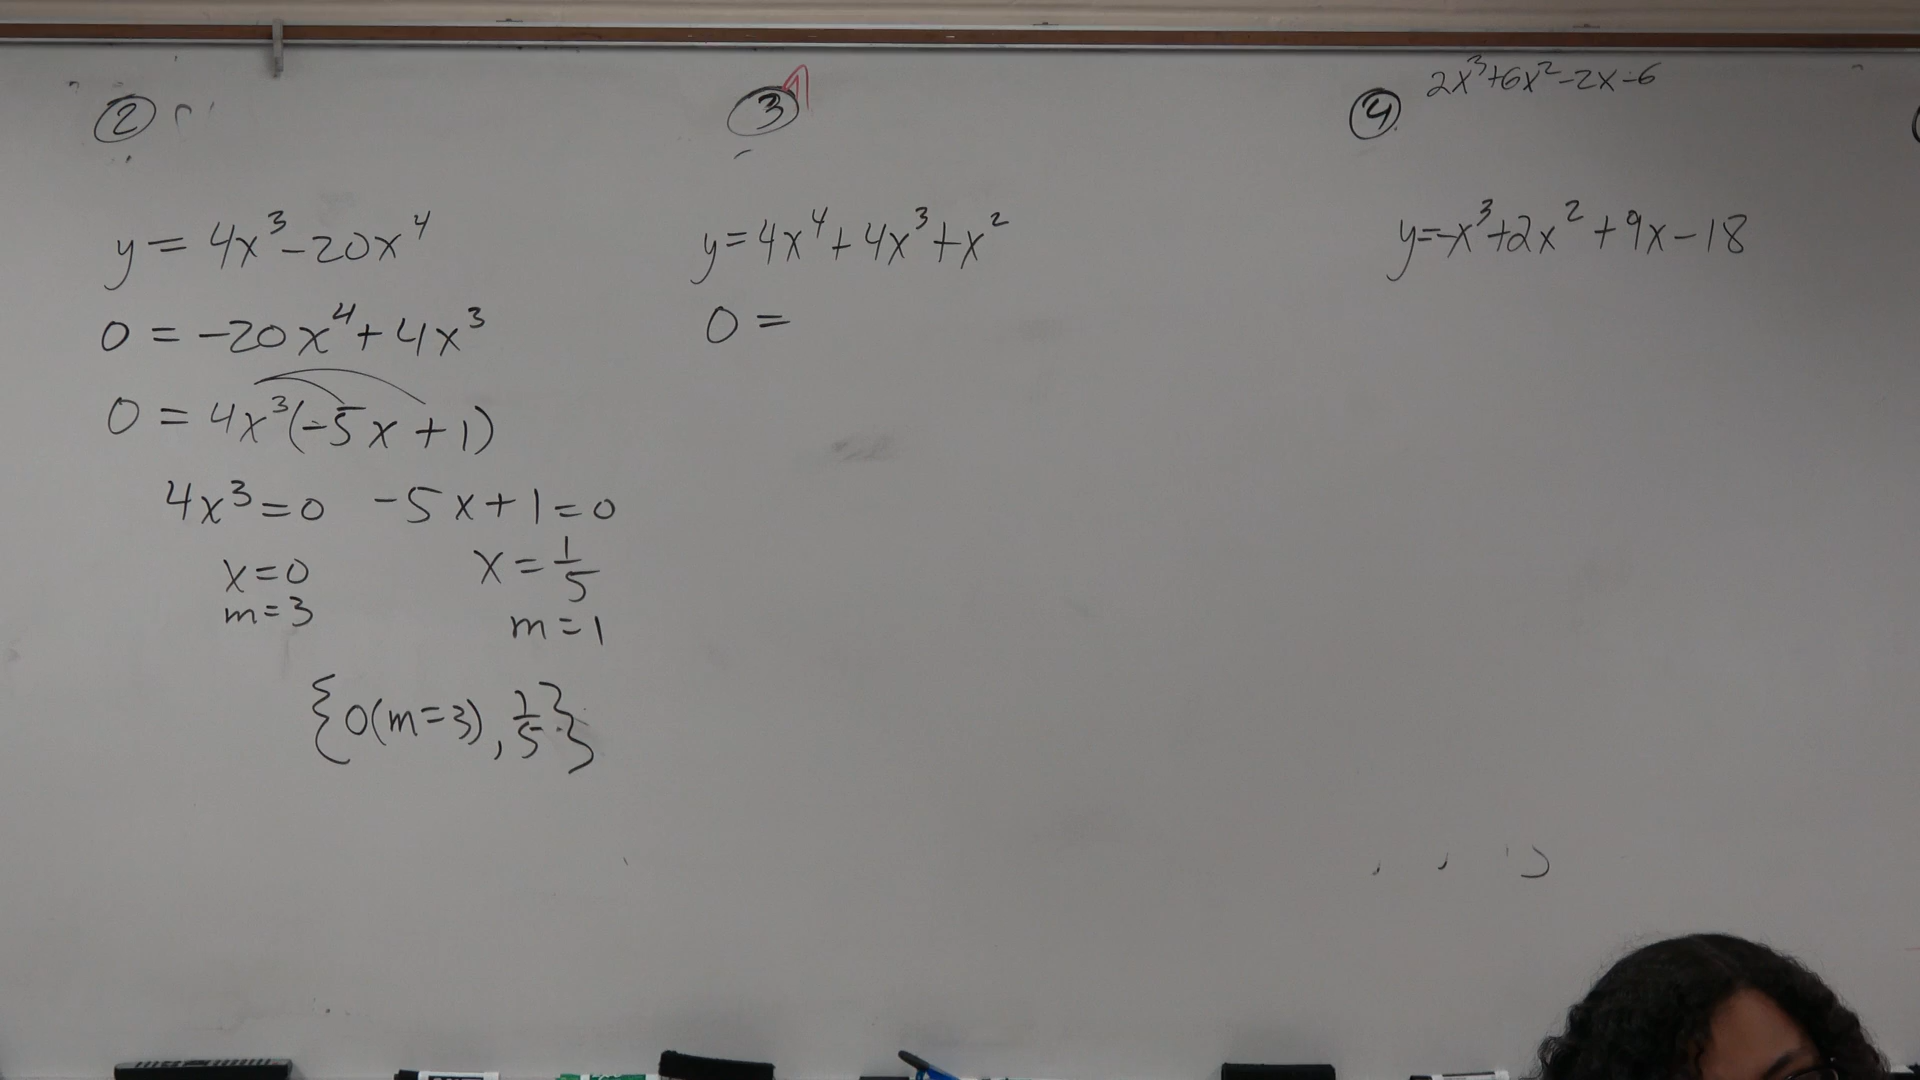 ②
y = 4x³ - 20x⁴
0 = -20x⁴ + 4x³
0 = 4x³(-5x + 1)
4x³ = 0   -5x + 1 = 0
x = 0   x = 1/5
m = 3   m = 1
{0(m=3), 1/5}
③
y = 4x⁴ + 4x³ + x²
0 =
④ 2x³+6x²-2x-6
y = -x³ + 2x² + 9x - 18